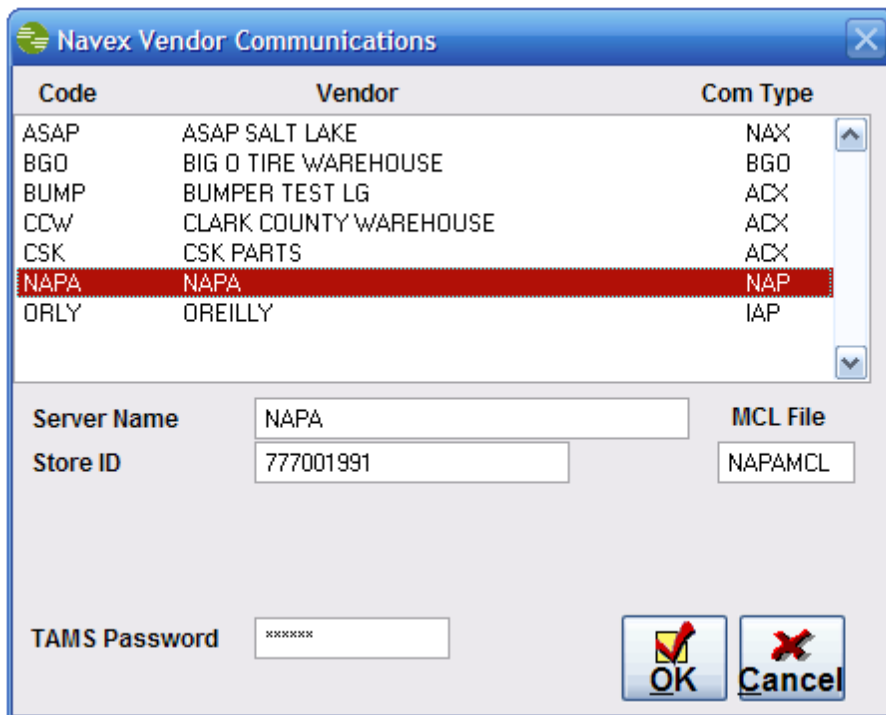 Navex Vendor Communications
Code Vendor Com Type
ASAP ASAP SALT LAKE NAX
BGO BIG O TIRE WAREHOUSE BGO
BUMP BUMPER TEST LG ACX
CCW CLARK COUNTY WAREHOUSE ACX
CSK CSK PARTS ACX
NAPA NAPA NAP
ORLY OREILLY IAP
Server Name NAPA MCL File
Store ID 777001991 NAPAMCL
TAMS Password ******
OK Cancel